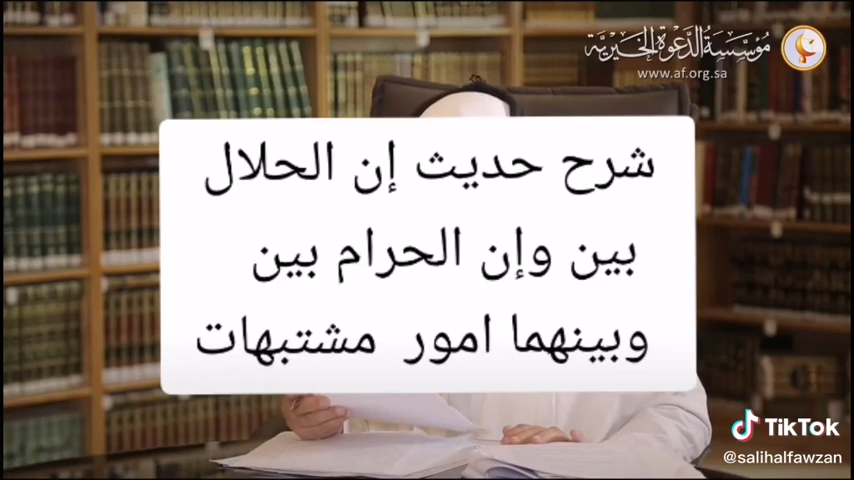 مؤسسة الدعوة الخيرية
www.af.org.sa
شرح حديث إن الحلال
بين وإن الحرام بين
وبينهما امور مشتبهات
TikTok
@salihalfawzan